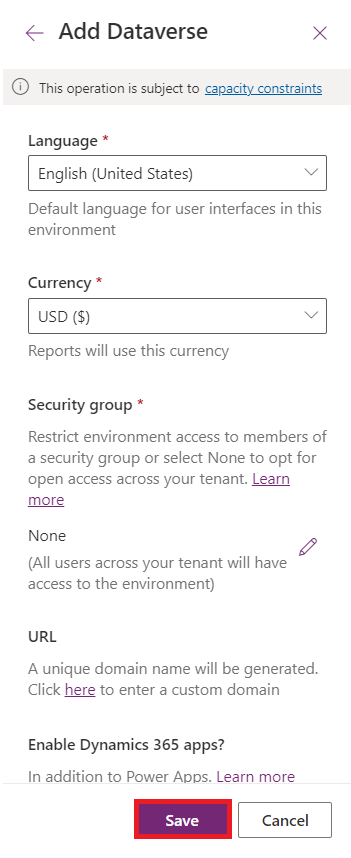 Add Dataverse
This operation is subject to capacity constraints
Language *
English (United States)
Default language for user interfaces in this
environment
Currency *
USD ($)
Reports will use this currency
Security group *
Restrict environment access to members of
a security group or select None to opt for
open access across your tenant. Learn
more
None
(All users across your tenant will have
access to the environment)
URL
A unique domain name will be generated.
Click here to enter a custom domain
Enable Dynamics 365 apps?
In addition to Power Apps. Learn more
Save
Cancel